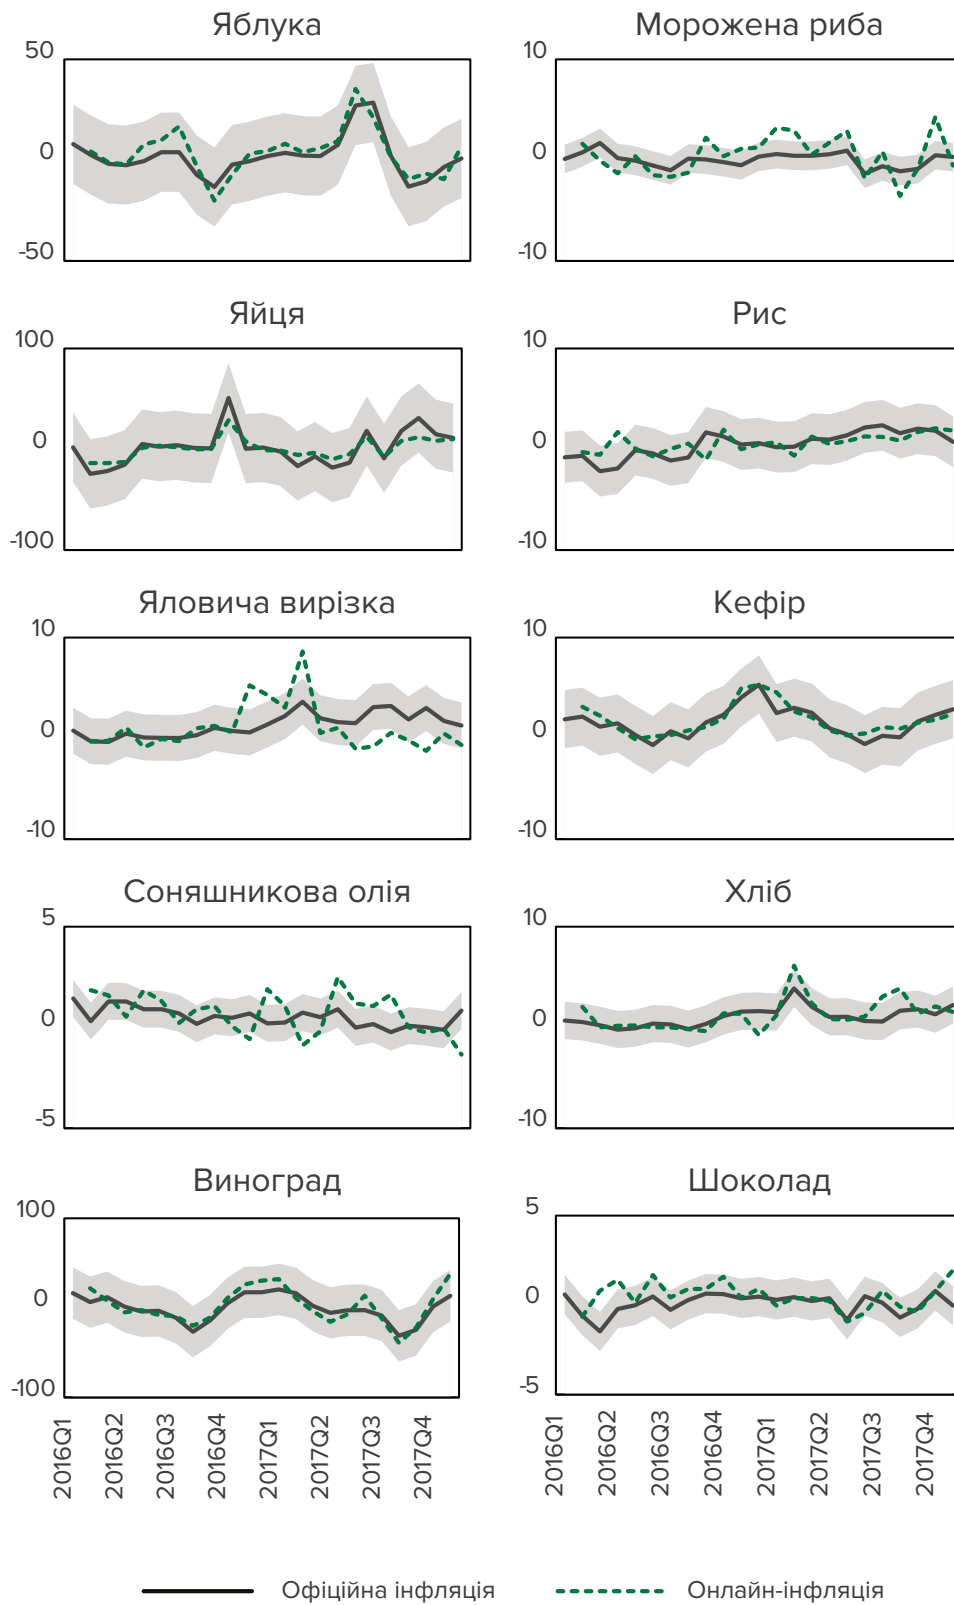 Яблука
50
0
-50
Морожена риба
10
0
-10
Яйця
100
0
-100
Рис
10
0
-10
Яловича вирізка
10
0
-10
Кефір
10
0
-10
Соняшникова олія
5
0
-5
Хліб
10
0
-10
Виноград
100
0
-100
2016Q1
2016Q2
2016Q3
2016Q4
2017Q1
2017Q2
2017Q3
2017Q4
Шоколад
5
0
-5
2016Q1
2016Q2
2016Q3
2016Q4
2017Q1
2017Q2
2017Q3
2017Q4
Офіційна інфляція
Онлайн-інфляція